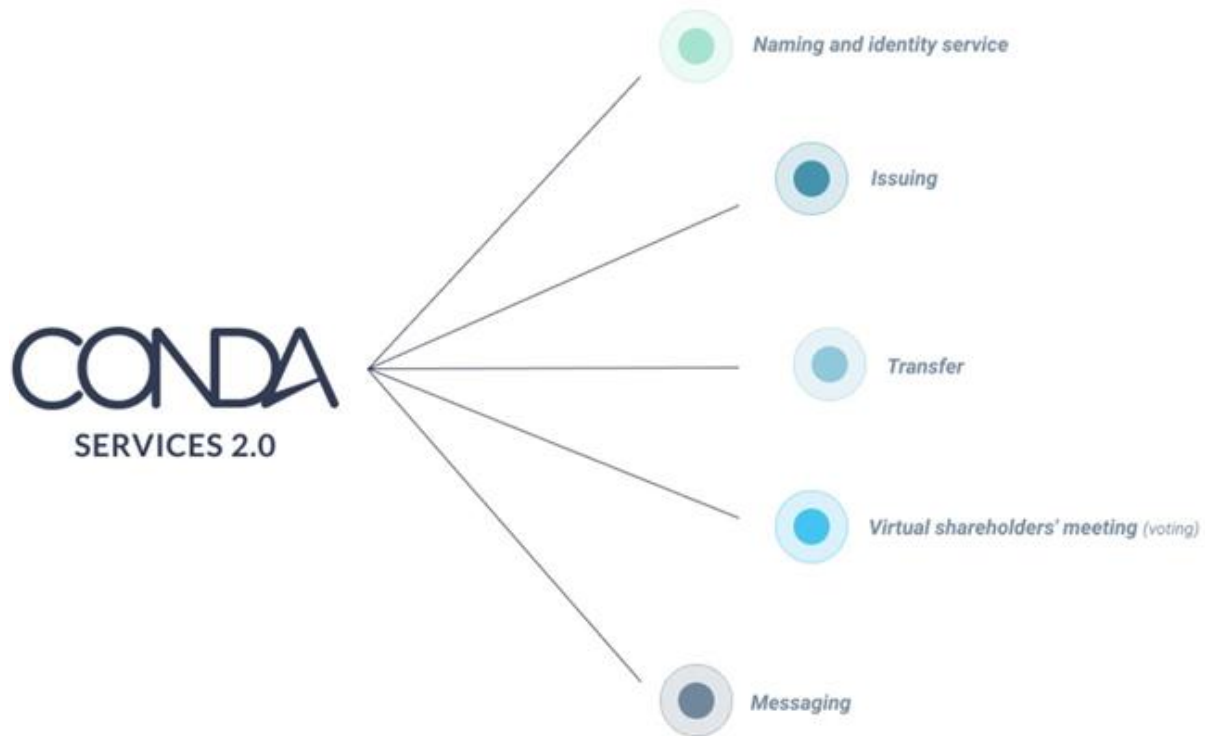 Naming and identity service
Issuing
CONDA
SERVICES 2.0
Transfer
Virtual shareholders' meeting (voting)
Messaging